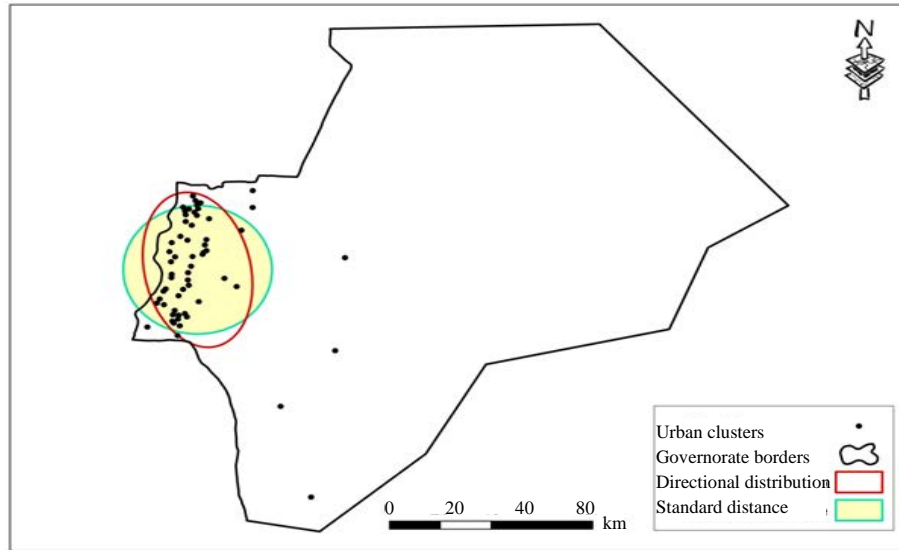 N
Urban clusters
Governorate borders
Directional distribution
Standard distance
0 20 40 80
km